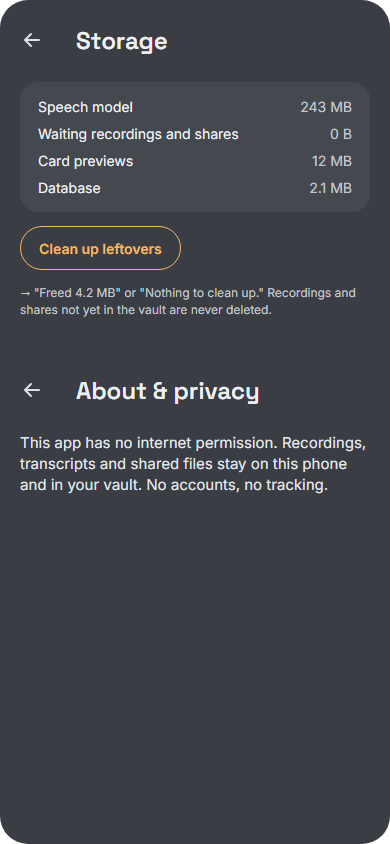 Storage
Speech model 243 MB
Waiting recordings and shares 0 B
Card previews 12 MB
Database 2.1 MB
Clean up leftovers
→ "Freed 4.2 MB" or "Nothing to clean up." Recordings and
shares not yet in the vault are never deleted.
About & privacy
This app has no internet permission. Recordings,
transcripts and shared files stay on this phone
and in your vault. No accounts, no tracking.